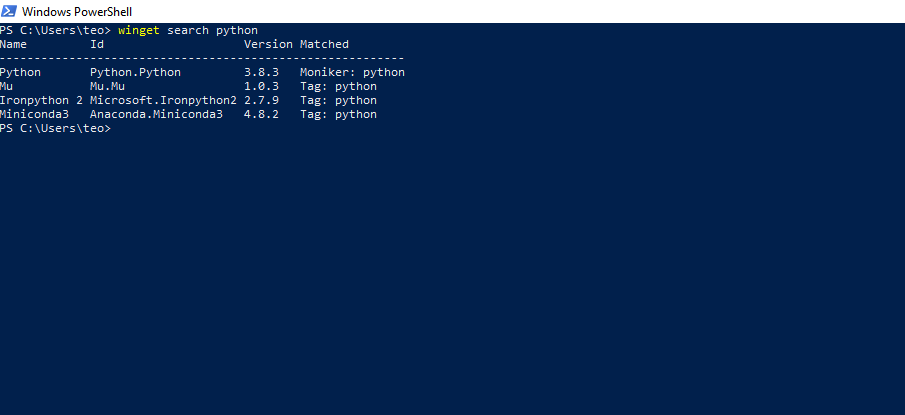 Windows PowerShell
PS C:\Users\teo> winget search python
Name       Id                    Version Matched
----------------------------------------------------------
Python     Python.Python         3.8.3   Moniker: python
Mu         Mu.Mu                 1.0.3   Tag: python
Ironpython 2 Microsoft.Ironpython2 2.7.9   Tag: python
Miniconda3 Anaconda.Miniconda3   4.8.2   Tag: python
PS C:\Users\teo>